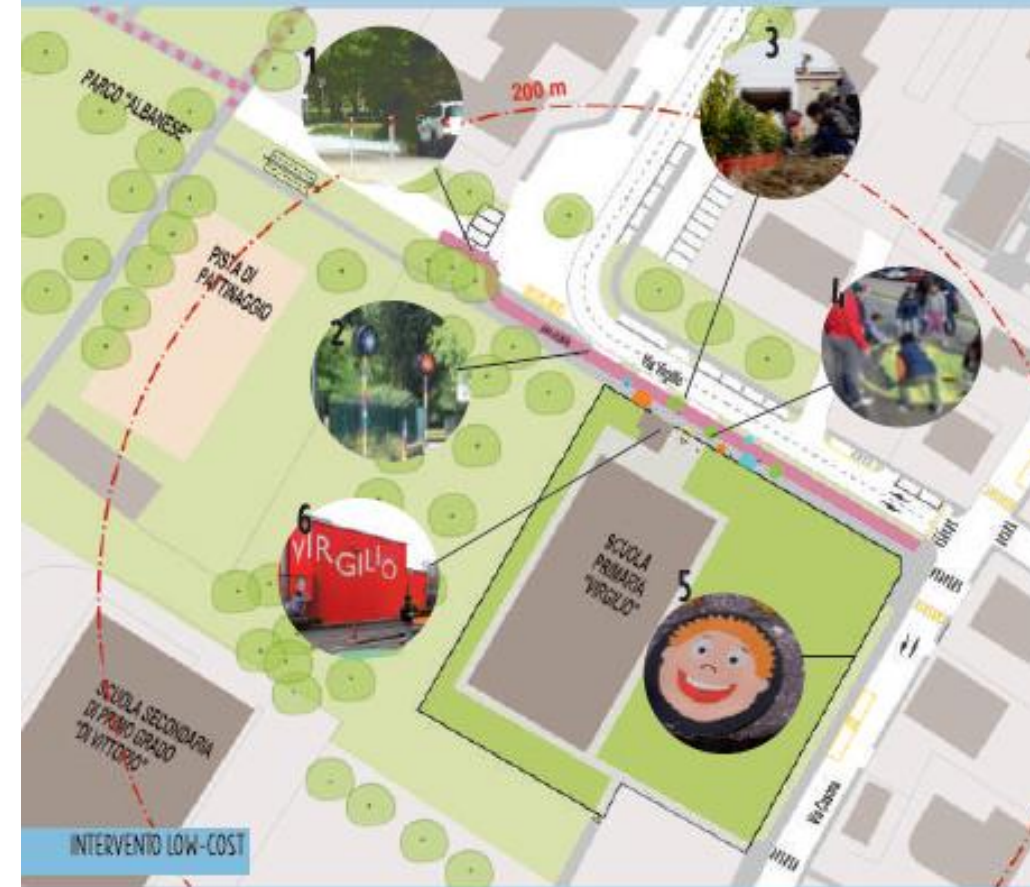 1
3
200 m
PARCO "ALBANESE"
PISTA DI
PATTINAGGIO
2
Via Virgilio
4
6
VIRGILIO
SCUOLA
PRIMARIA
"VIRGILIO"
5
SCUOLA SECONDARIA
DI PRIMO GRADO
"DI VITTORIO"
INTERVENTO LOW-COST